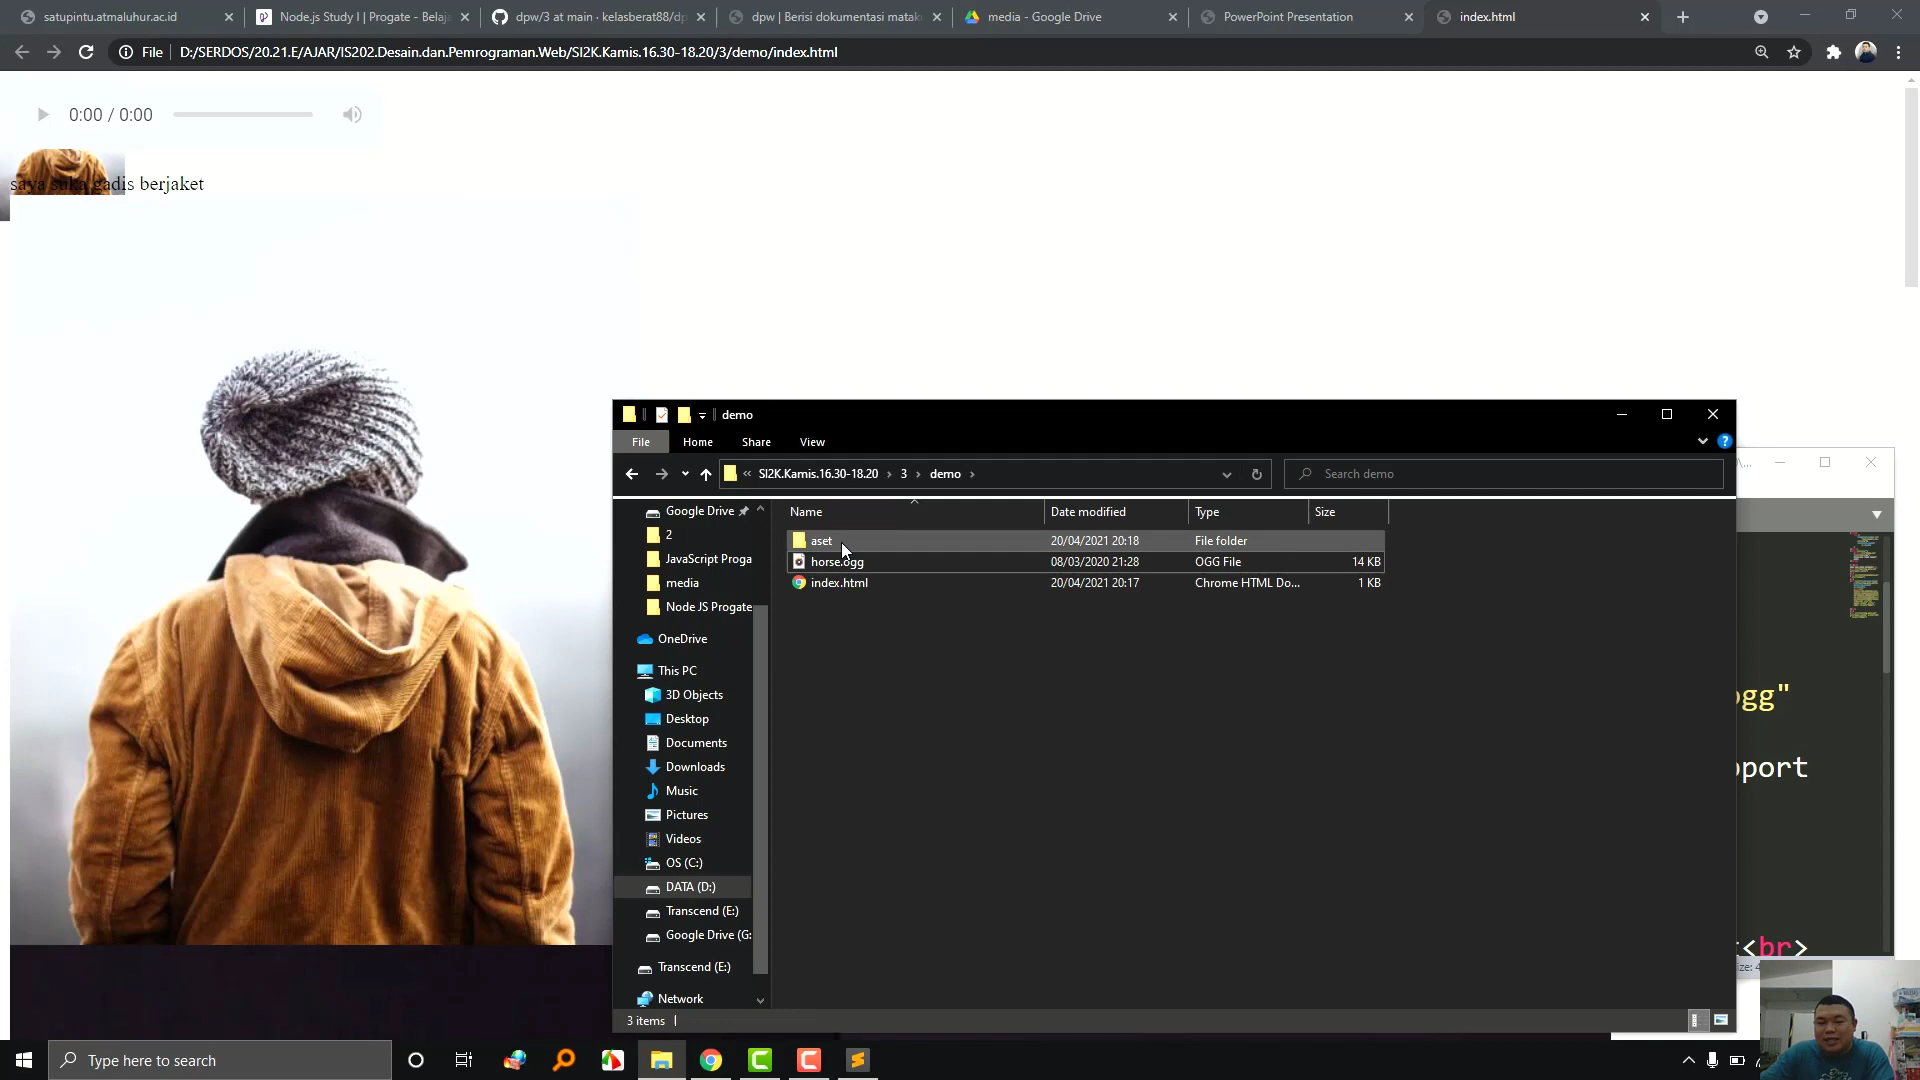 satupintu.atmaluhur.ac.id
Node.js Study I | Progate - Belaja
dpw/3 at main · kelasberat88/dp
dpw | Berisi dokumentasi mataku
media - Google Drive
PowerPoint Presentation
index.html
File
D:/SERDOS/20.21.E/AJAR/IS202.Desain.dan.Pemrograman.Web/SI2K.Kamis.16.30-18.20/3/demo/index.html
0:00 / 0:00
saya suka gadis berjaket
demo
File Home Share View
« SI2K.Kamis.16.30-18.20 › 3 › demo ›
Search demo
Name Date modified Type Size
aset 20/04/2021 20:18 File folder
horse.ogg 08/03/2020 21:28 OGG File 14 KB
index.html 20/04/2021 20:17 Chrome HTML Do... 1 KB
Google Drive
2
JavaScript Proga
media
Node JS Progate
OneDrive
This PC
3D Objects
Desktop
Documents
Downloads
Music
Pictures
Videos
OS (C:)
DATA (D:)
Transcend (E:)
Google Drive (G:
Transcend (E:)
Network
3 items
ogg"
pport
<br>
Type here to search